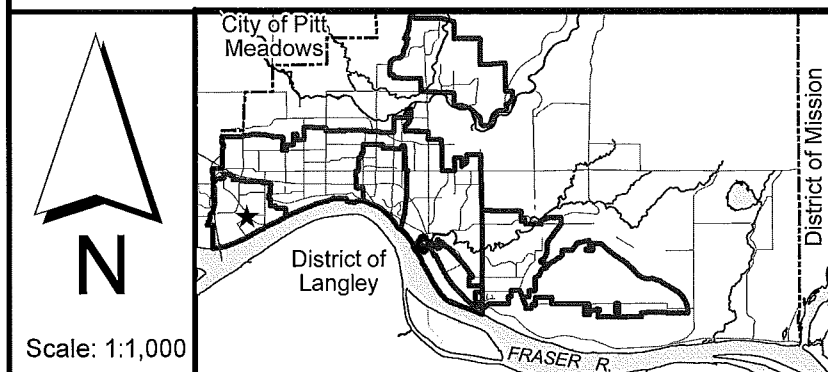 City of Pitt
Meadows
District of Mission
District of
Langley
N
Scale: 1:1,000
FRASER R.